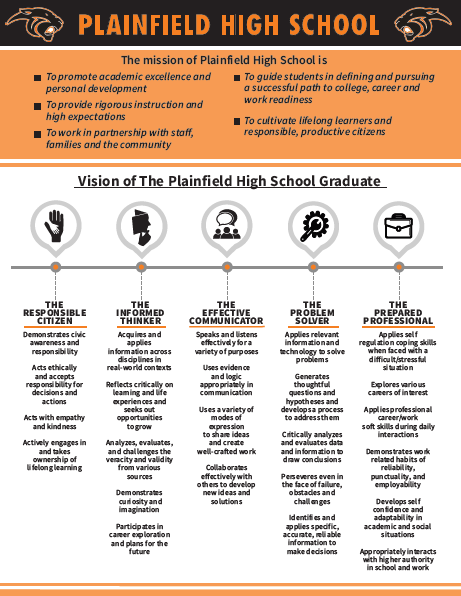 PLAINFIELD HIGH SCHOOL
The mission of Plainfield High School is
To promote academic excellence and
personal development
To provide rigorous instruction and
high expectations
To work in partnership with staff,
families and the community
To guide students in defining and pursuing
a successful path to college, career and
work readiness
To cultivate lifelong learners and
responsible, productive citizens
Vision of The Plainfield High School Graduate
THE
RESPONSIBLE
CITIZEN
Demonstrates civic
awareness and
responsibility
Acts ethically
and accepts
responsibility for
decisions and
actions
Acts with empathy
and kindness
Actively engages in
and takes
ownership of
lifelong learning
THE
INFORMED
THINKER
Acquires and
applies
information across
disciplines in
real-world contexts
Reflects critically on
learning and life
experiences and
seeks out
opportunities
to grow
Analyzes, evaluates,
and challenges the
veracity and validity
from various
sources
Demonstrates
curiosity and
imagination
Participates in
career exploration
and plans for the
future
THE
EFFECTIVE
COMMUNICATOR
Speaks and listens
effectively for a
variety of purposes
Uses evidence
and logic
appropriately in
communication
Uses a variety of
modes of
expression
to share ideas
and create
well-crafted work
Collaborates
effectively with
others to develop
new ideas and
solutions
THE
PROBLEM
SOLVER
Applies relevant
information and
technology to solve
problems
Generates
thoughtful
questions and
hypotheses and
develops a process
to address them
Critically analyzes
and evaluates data
and information to
draw conclusions
Perseveres even in
the face of failure,
obstacles and
challenges
Identifies and
applies specific,
accurate, reliable
information to
make decisions
THE
PREPARED
PROFESSIONAL
Applies self
regulation coping skills
when faced with a
difficult/stressful
situation
Explores various
careers of interest
Applies professional
career/work
soft skills during daily
interactions
Demonstrates work
related habits of
reliability,
punctuality, and
employability
Develops self
confidence and
adaptability in
academic and social
situations
Appropriately interacts
with higher authority
in school and work